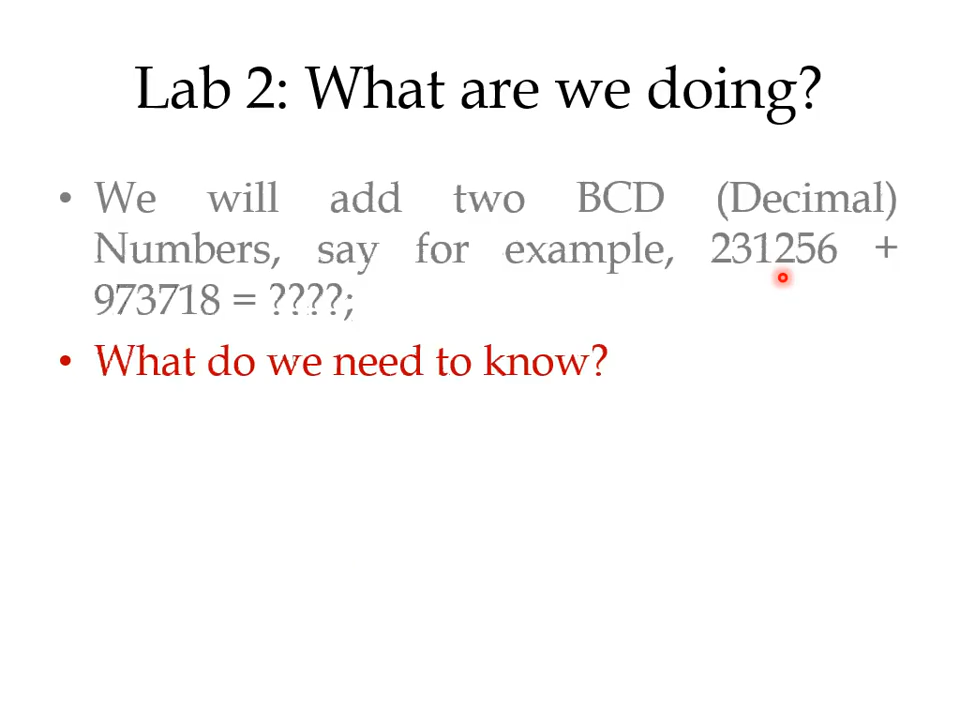 Lab 2: What are we doing?
• We will add two BCD (Decimal)
Numbers, say for example, 231256 +
973718 = ????;
• What do we need to know?